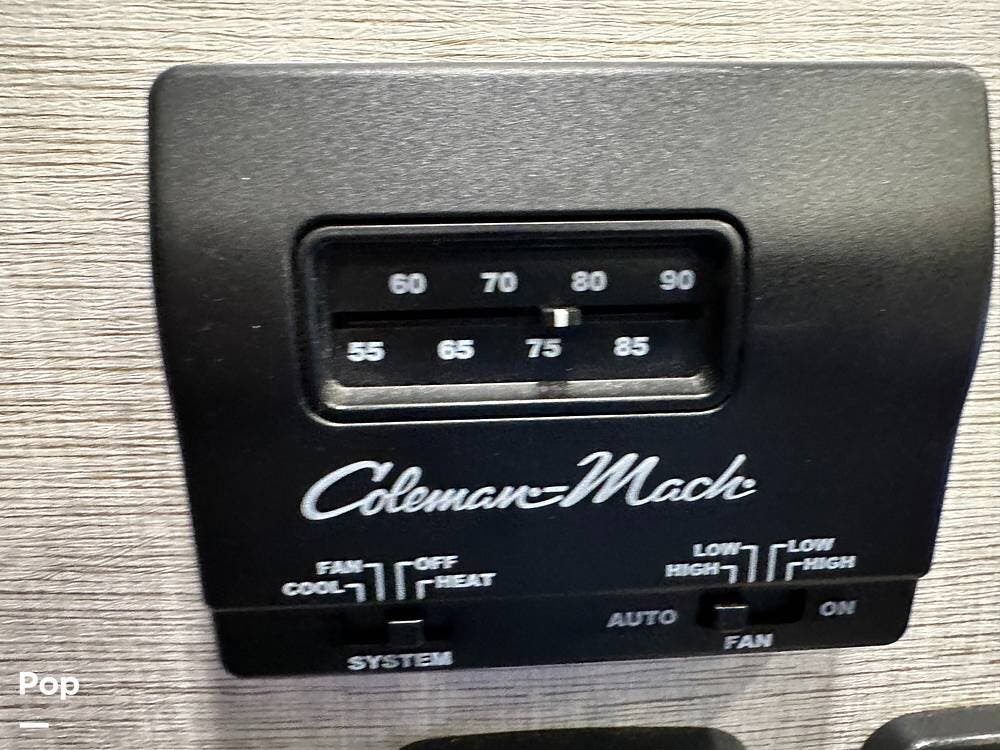 60 70 80 90
55 65 75 85
Coleman-Mach
FAN OFF
COOL HEAT
SYSTEM
LOW LOW
HIGH HIGH
AUTO ON
FAN
Pop